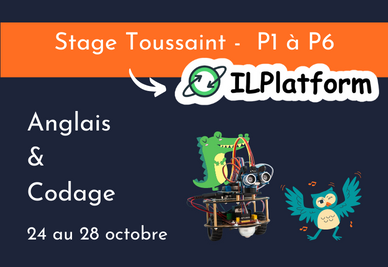 Stage Toussaint - P1 à P6
ILPlatform
Anglais
&
Codage
24 au 28 octobre